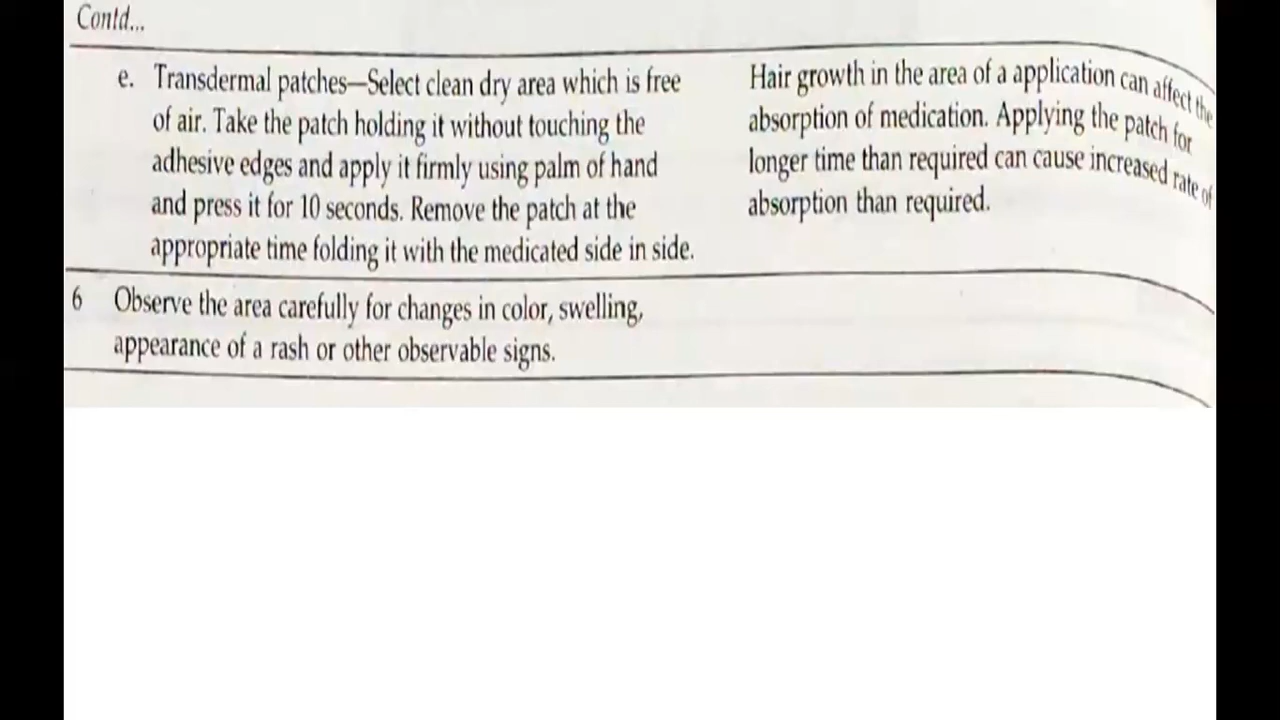 Contd...
e. Transdermal patches—Select clean dry area which is free
of air. Take the patch holding it without touching the
adhesive edges and apply it firmly using palm of hand
and press it for 10 seconds. Remove the patch at the
appropriate time folding it with the medicated side in side.
Hair growth in the area of a application can affect the
absorption of medication. Applying the patch for
longer time than required can cause increased rate of
absorption than required.
6 Observe the area carefully for changes in color, swelling,
appearance of a rash or other observable signs.